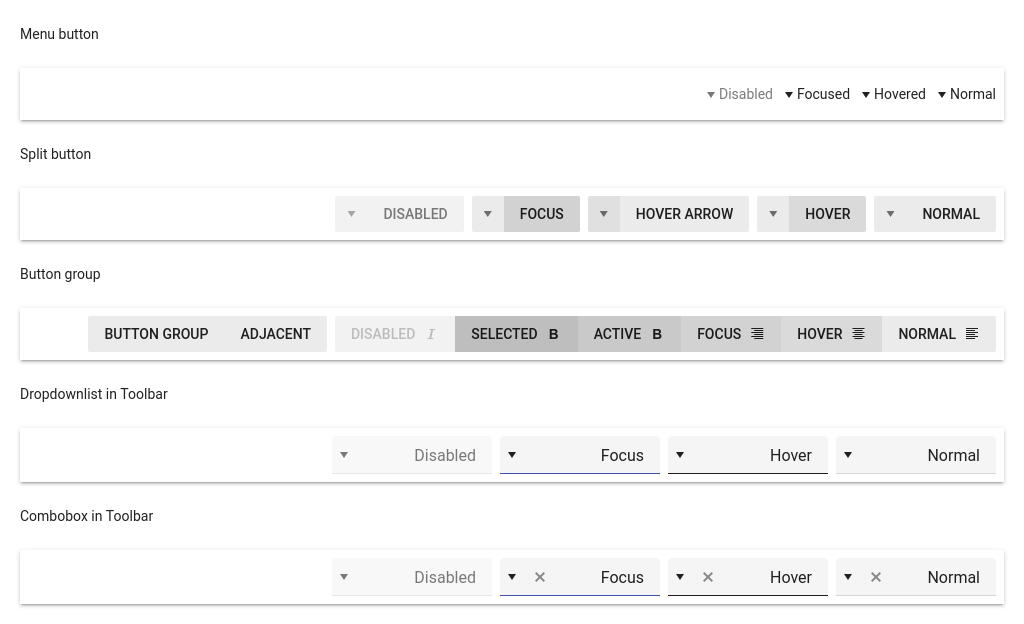 Menu button
Disabled Focused Hovered Normal
Split button
DISABLED FOCUS HOVER ARROW HOVER NORMAL
Button group
BUTTON GROUP ADJACENT DISABLED I SELECTED B ACTIVE B FOCUS HOVER NORMAL
Dropdownlist in Toolbar
Disabled Focus Hover Normal
Combobox in Toolbar
Disabled Focus Hover Normal